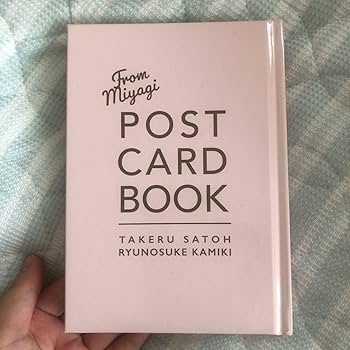 From
Miyagi
POST
CARD
BOOK
TAKERU SATOH
RYUNOSUKE KAMIKI